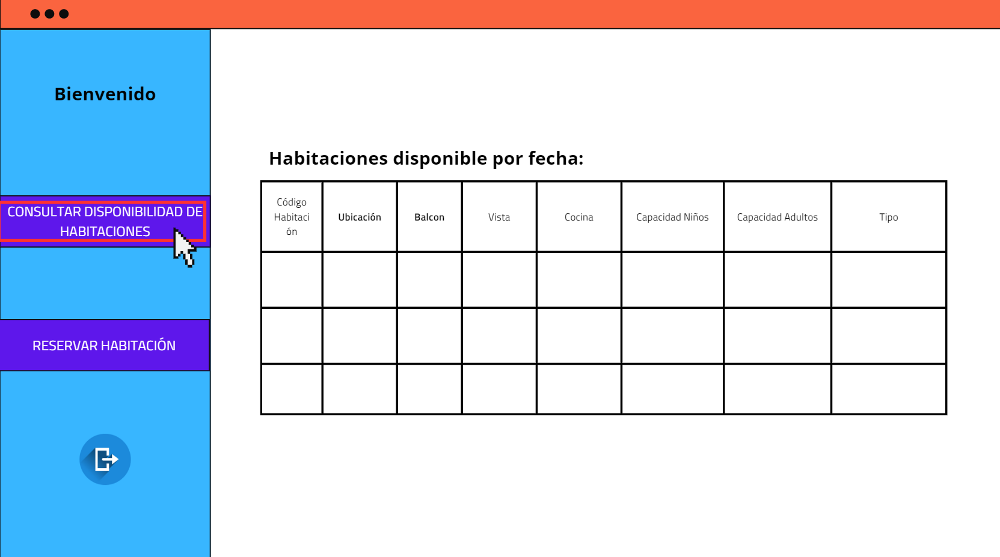 Bienvenido
CONSULTAR DISPONIBILIDAD DE
HABITACIONES
RESERVAR HABITACIÓN
Habitaciones disponible por fecha:
Código
Habitaci
ón
Ubicación
Balcon
Vista
Cocina
Capacidad Niños
Capacidad Adultos
Tipo